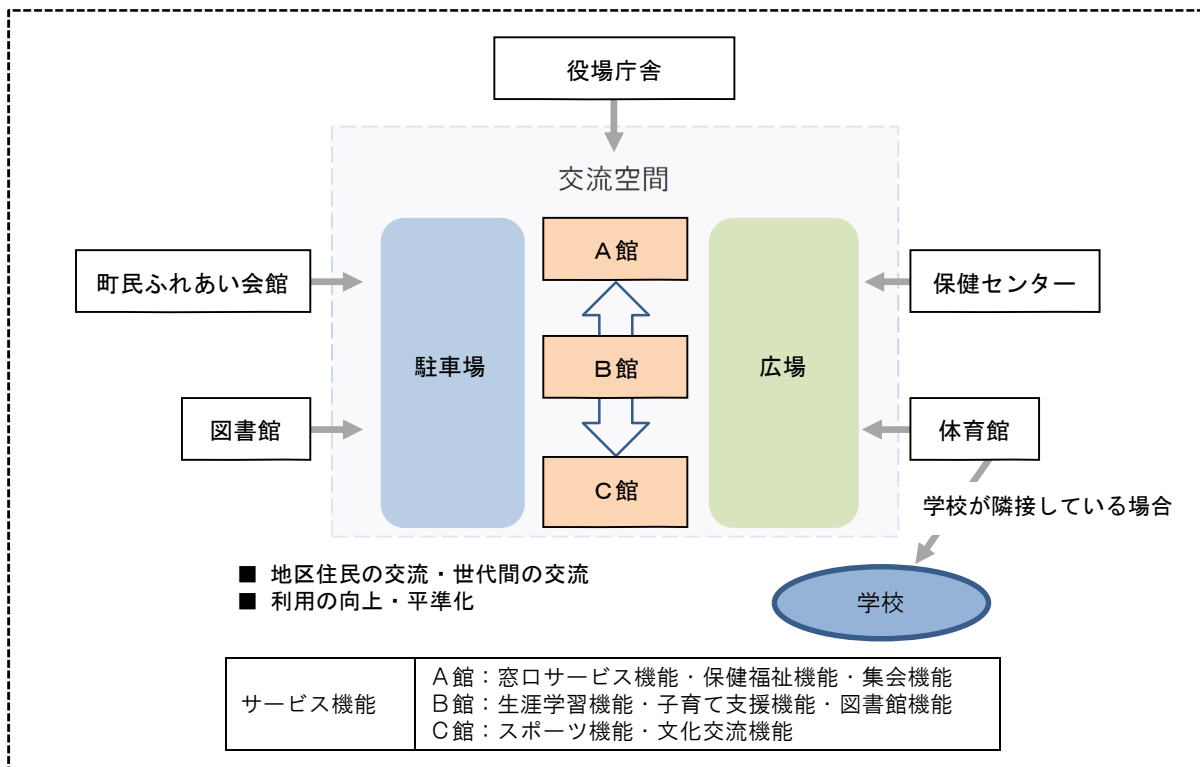 役場庁舎
交流空間
A館
町民ふれあい会館
保健センター
駐車場
B館
広場
図書館
体育館
C館
学校が隣接している場合
■ 地区住民の交流・世代間の交流
■ 利用の向上・平準化
学校
サービス機能
A館：窓口サービス機能・保健福祉機能・集会機能
B館：生涯学習機能・子育て支援機能・図書館機能
C館：スポーツ機能・文化交流機能